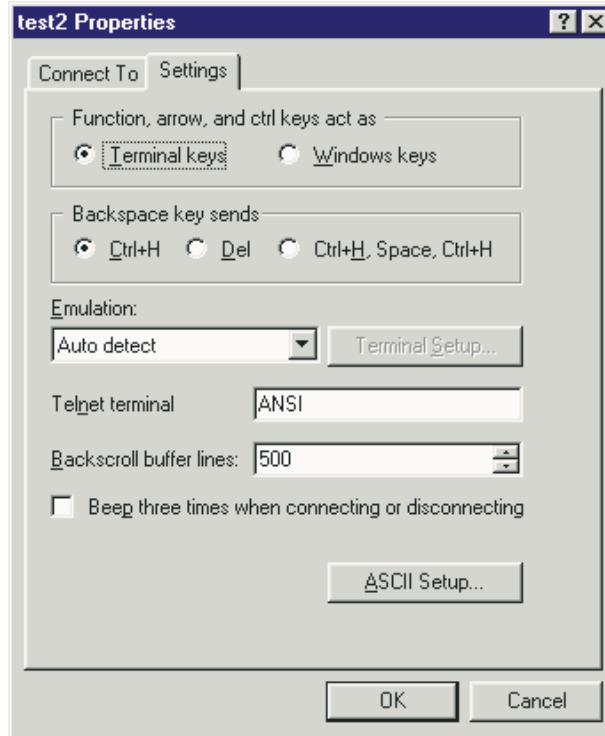 test2 Properties
Connect To Settings
Function, arrow, and ctrl keys act as
Terminal keys Windows keys
Backspace key sends
Ctrl+H Del Ctrl+H, Space, Ctrl+H
Emulation:
Auto detect Terminal Setup...
Telnet terminal ANSI
Backscroll buffer lines: 500
Beep three times when connecting or disconnecting
ASCII Setup...
OK Cancel